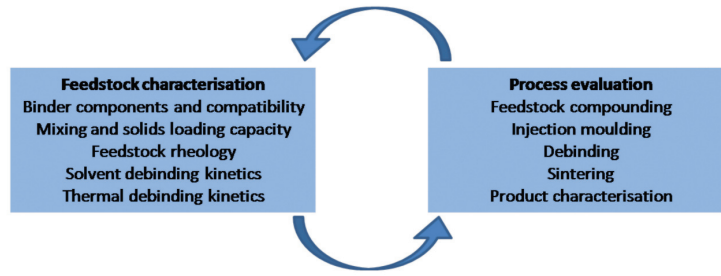 Feedstock characterisation
Binder components and compatibility
Mixing and solids loading capacity
Feedstock rheology
Solvent debinding kinetics
Thermal debinding kinetics
Process evaluation
Feedstock compounding
Injection moulding
Debinding
Sintering
Product characterisation